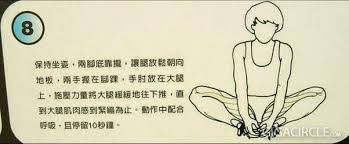 8
保持坐姿，兩腳底靠攏，讓腿放鬆朝向
地板，兩手握在腳踝，手肘放在大腿
上，施壓力量將大腿緩緩地往下推，直
到大腿肌肉感到緊繃為止。動作中配合
呼吸，且停留10秒鐘。
GIGACIRCLE.COM